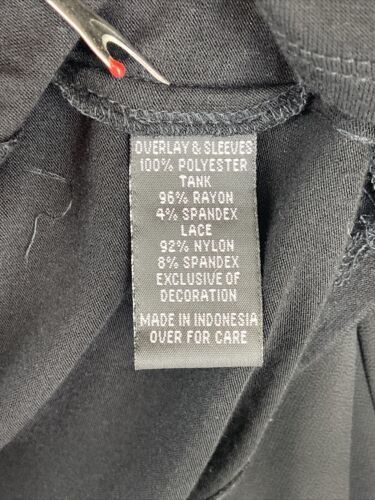 OVERLAY & SLEEVES
100% POLYESTER
TANK
96% RAYON
4% SPANDEX
LACE
92% NYLON
8% SPANDEX
EXCLUSIVE OF
DECORATION
MADE IN INDONESIA
OVER FOR CARE